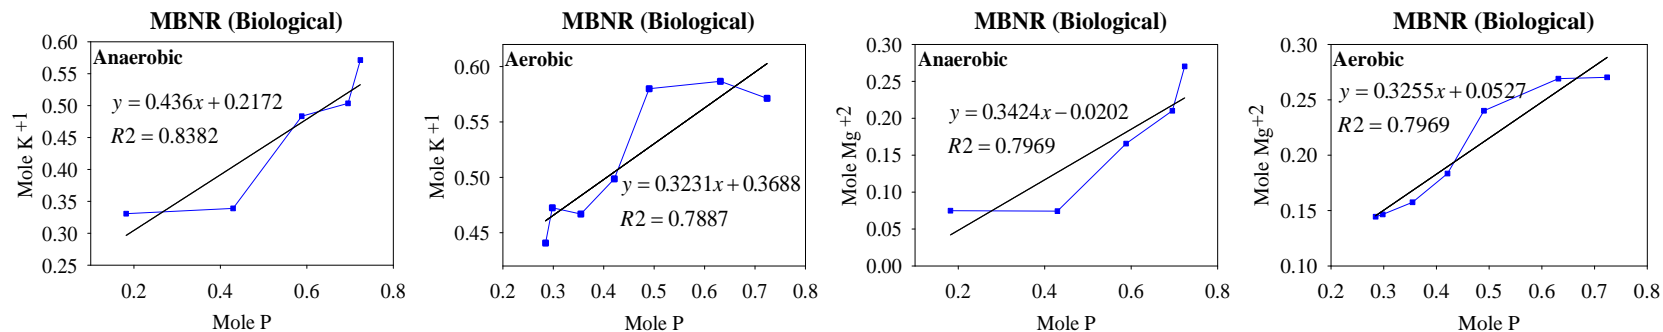 MBNR (Biological)
Anaerobic
y = 0.436x + 0.2172
R2 = 0.8382
Mole K+1
0.60
0.55
0.50
0.45
0.40
0.35
0.30
0.25
0.2
0.4
0.6
0.8
Mole P
MBNR (Biological)
Aerobic
y = 0.3231x + 0.3688
R2 = 0.7887
Mole K+1
0.60
0.55
0.50
0.45
0.2
0.3
0.4
0.5
0.6
0.7
0.8
Mole P
MBNR (Biological)
Anaerobic
y = 0.3424x − 0.0202
R2 = 0.7969
Mole Mg+2
0.30
0.25
0.20
0.15
0.10
0.05
0.00
0.2
0.4
0.6
0.8
Mole P
MBNR (Biological)
Aerobic
y = 0.3255x + 0.0527
R2 = 0.7969
Mole Mg+2
0.30
0.25
0.20
0.15
0.10
0.2
0.3
0.4
0.5
0.6
0.7
0.8
Mole P